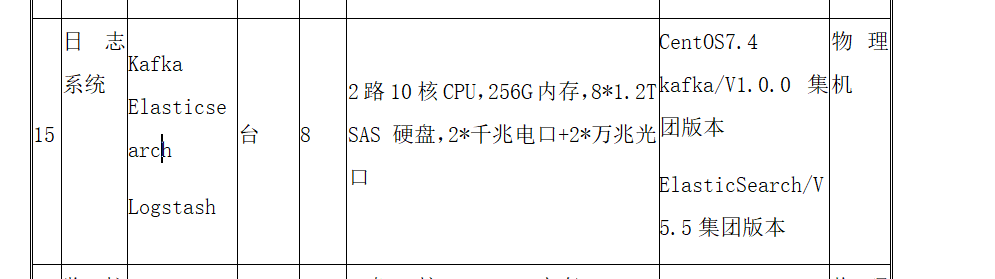 15
日志
系统
Kafka
Elasticse
arch
Logstash
台
8
2路10核CPU,256G内存,8*1.2T
SAS 硬盘,2*千兆电口+2*万兆光
口
CentOS7.4
kafka/V1.0.0 集
团版本
ElasticSearch/V
5.5集团版本
物理
机